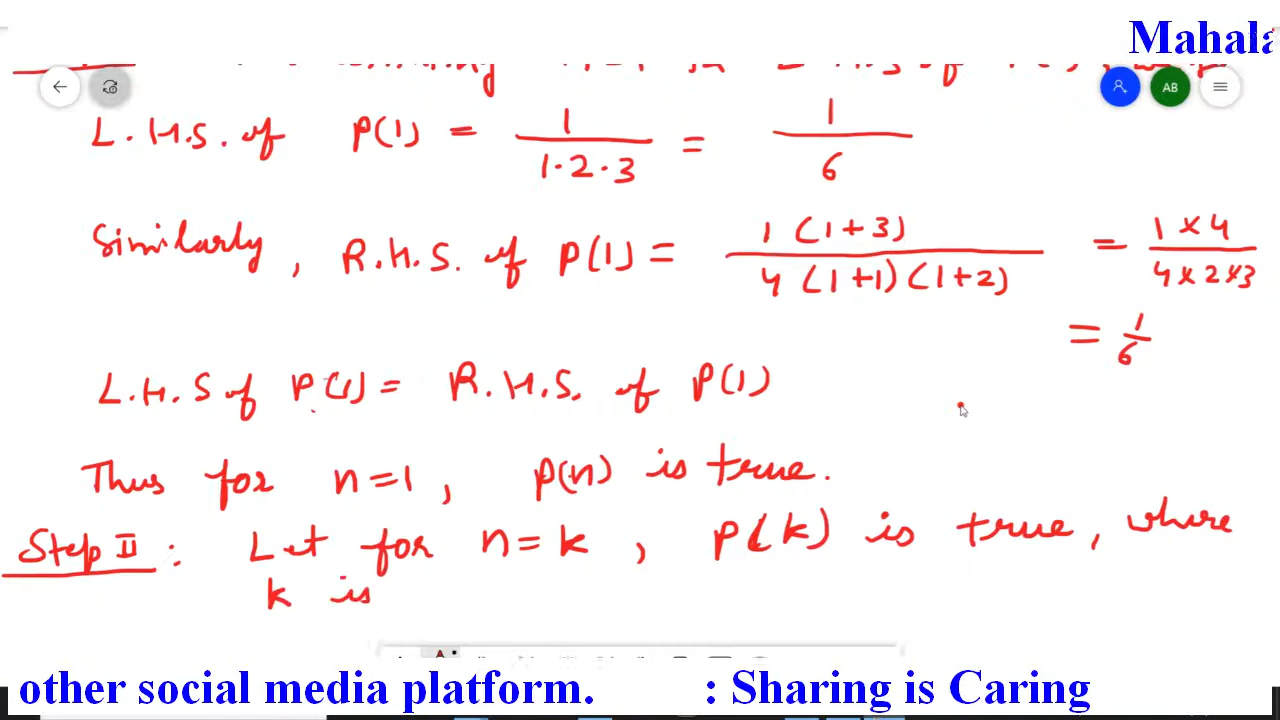 Mahala
L.H.S. of P(1) = 1/(1·2·3) = 1/6
Similarly, R.H.S. of P(1) = 1(1+3)/(4(1+1)(1+2)) = (1×4)/(4×2×3)
= 1/6
L.H.S of P(1) = R.H.S. of P(1)
Thus for n=1, P(n) is true.
Step II : Let for n=k, P(k) is true, where
k is
other social media platform. : Sharing is Caring
AB